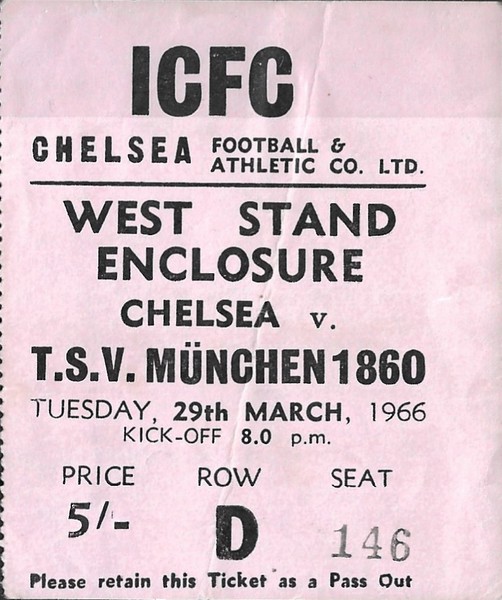 ICFC
CHELSEA FOOTBALL & ATHLETIC CO. LTD.
WEST STAND
ENCLOSURE
CHELSEA v.
T.S.V. MÜNCHEN 1860
TUESDAY, 29th MARCH, 1966
KICK-OFF 8.0 p.m.
PRICE ROW SEAT
5/- D 146
Please retain this Ticket as a Pass Out